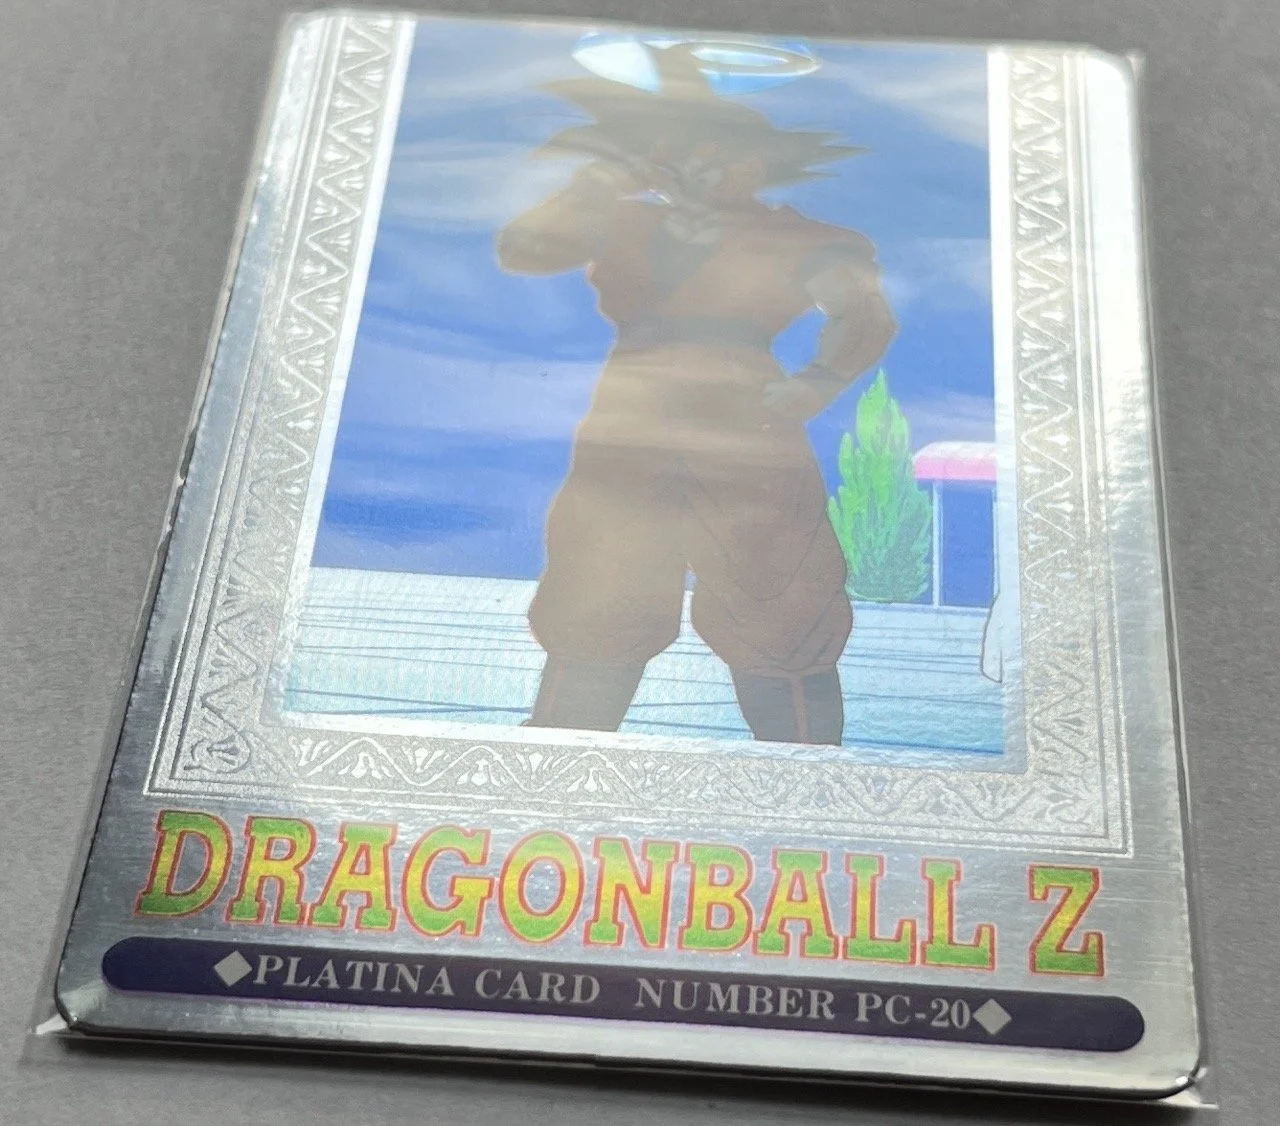 DRAGONBALL Z
◆PLATINA CARD NUMBER PC-20◆